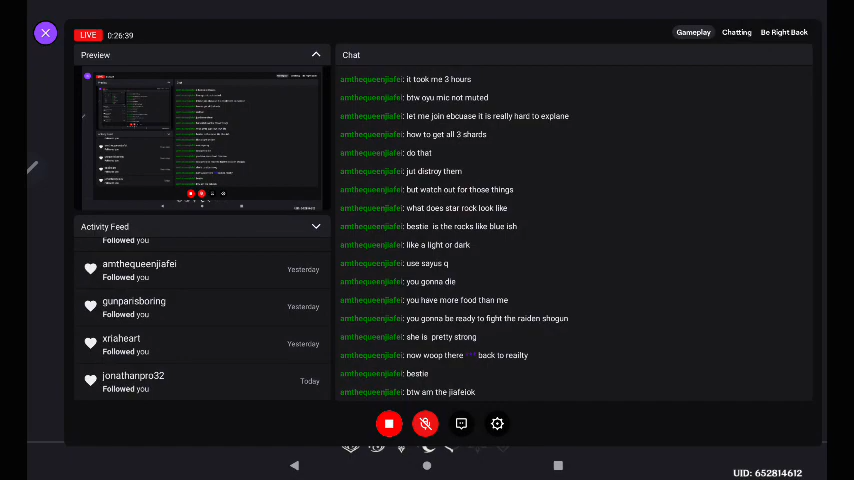 LIVE 0:26:39 Gameplay Chatting Be Right Back
Preview
Chat
amthequeenjiafei: it took me 3 hours
amthequeenjiafei: btw oyu mic not muted
amthequeenjiafei: let me join ebcuase it is really hard to explane
amthequeenjiafei: how to get all 3 shards
amthequeenjiafei: do that
amthequeenjiafei: jut distroy them
amthequeenjiafei: but watch out for those things
amthequeenjiafei: what does star rock look like
amthequeenjiafei: bestie is the rocks like blue ish
amthequeenjiafei: like a light or dark
amthequeenjiafei: use sayus q
amthequeenjiafei: you gonna die
amthequeenjiafei: you have more food than me
amthequeenjiafei: you gonna be ready to fight the raiden shogun
amthequeenjiafei: she is pretty strong
amthequeenjiafei: now woop there back to reailty
amthequeenjiafei: bestie
amthequeenjiafei: btw am the jiafeiok
Activity Feed
Followed you
amthequeenjiafei
Followed you
Yesterday
gunparisboring
Followed you
Yesterday
xriaheart
Followed you
Yesterday
jonathanpro32
Followed you
Today
UID: 652814612